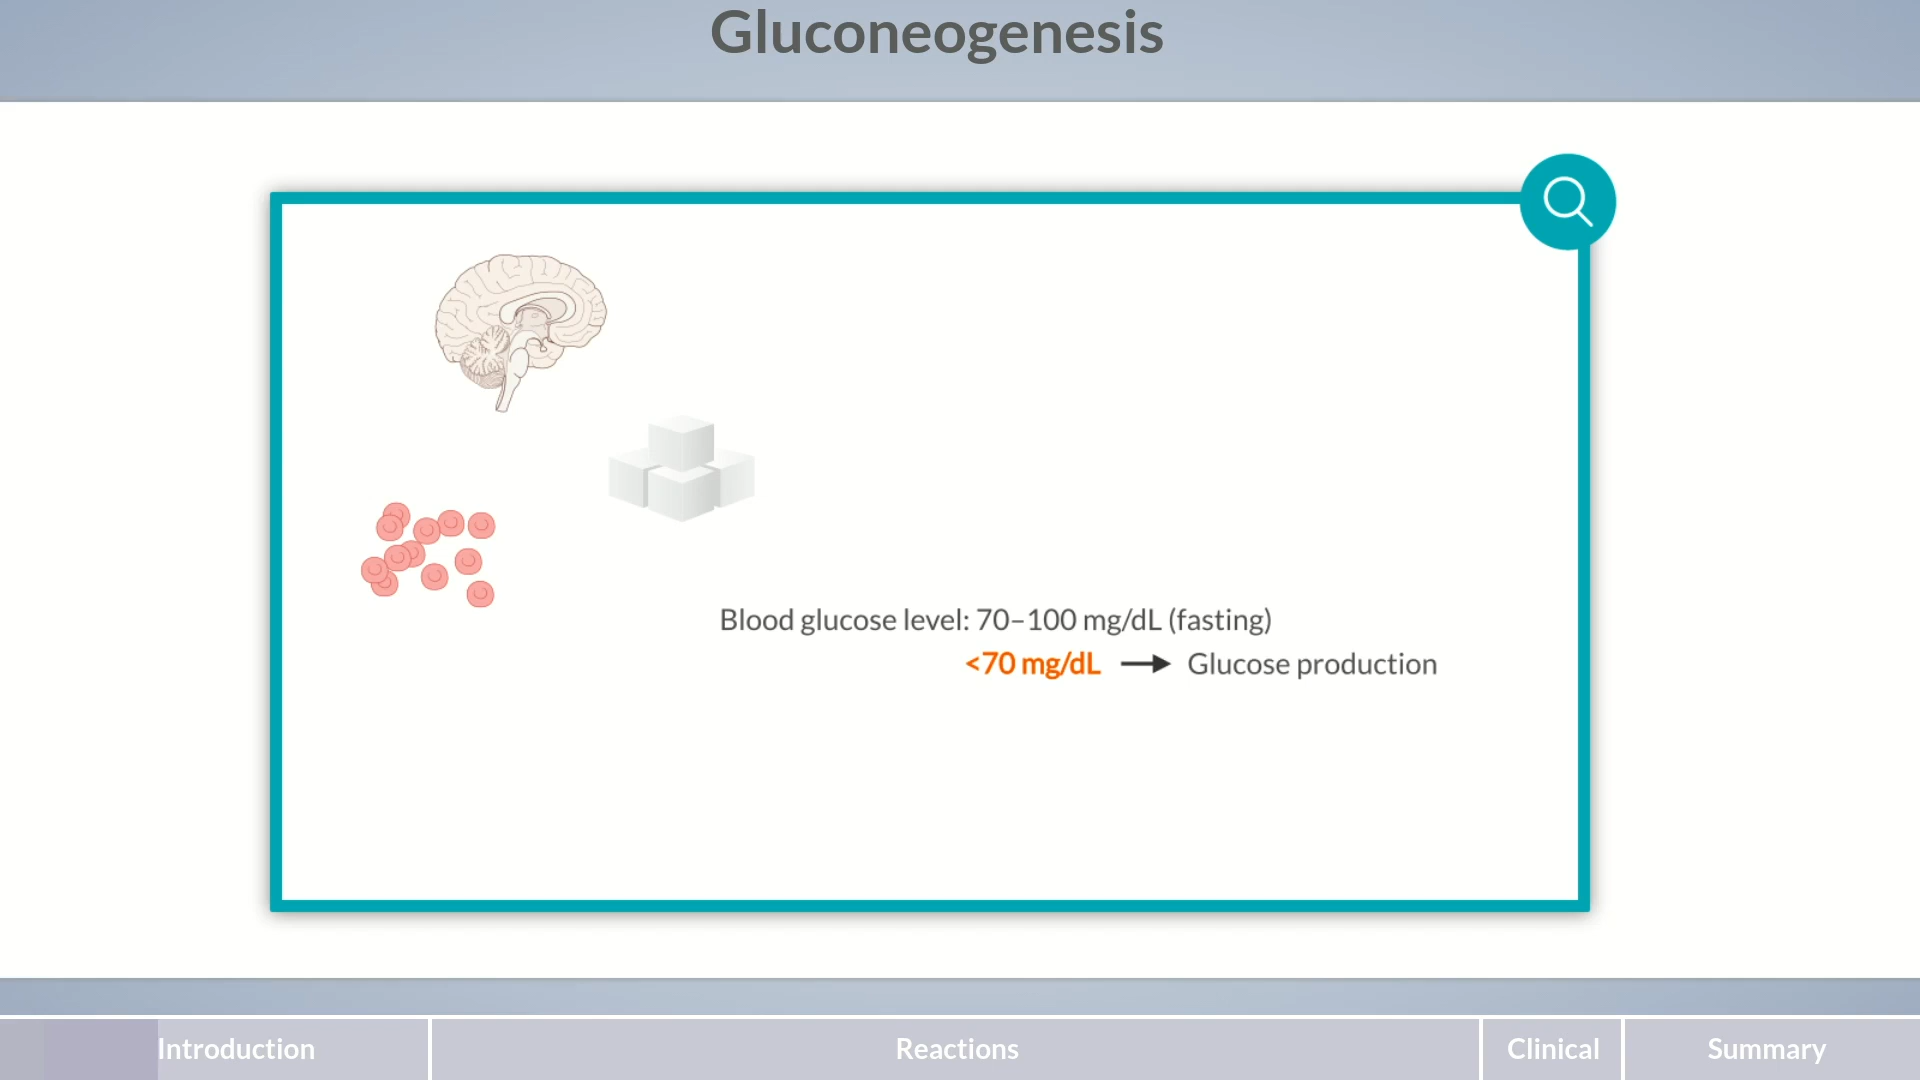 Gluconeogenesis
Blood glucose level: 70–100 mg/dL (fasting)
<70 mg/dL → Glucose production
Introduction
Reactions
Clinical
Summary